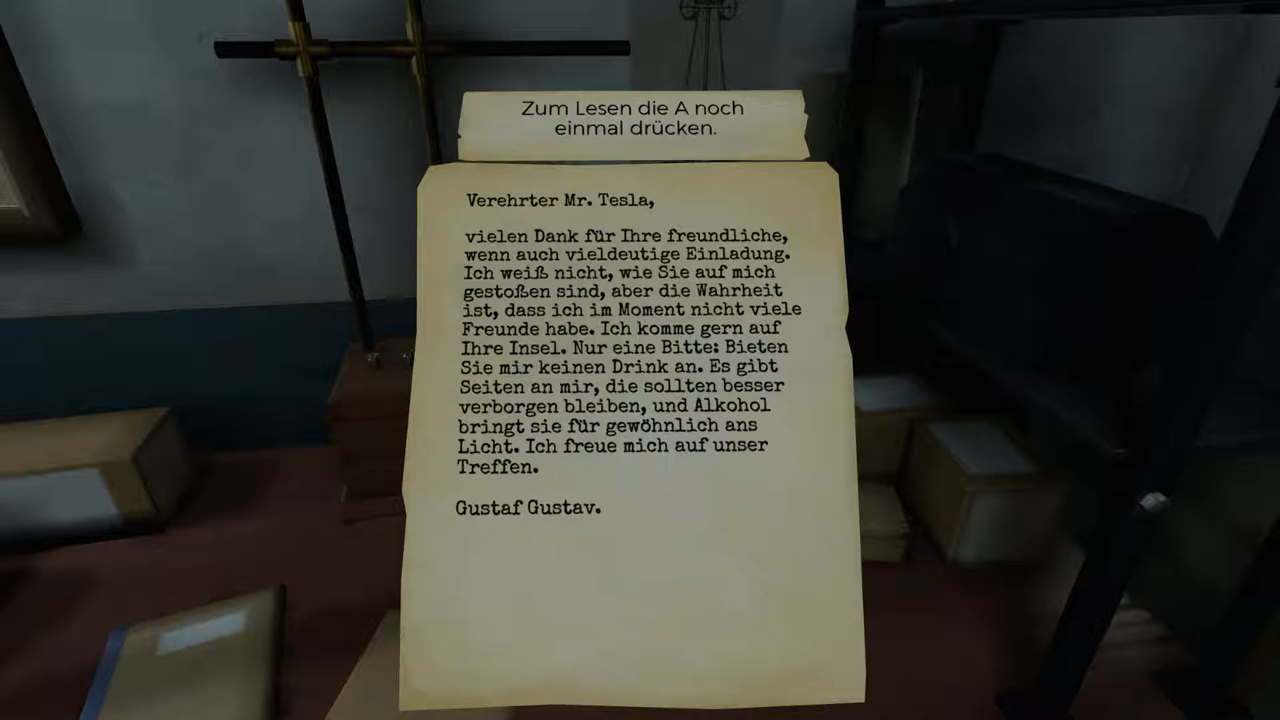 Zum Lesen die A noch
einmal drücken.
Verehrter Mr. Tesla,
vielen Dank für Ihre freundliche,
wenn auch vieldeutige Einladung.
Ich weiß nicht, wie Sie auf mich
gestoßen sind, aber die Wahrheit
ist, dass ich im Moment nicht viele
Freunde habe. Ich komme gern auf
Ihre Insel. Nur eine Bitte: Bieten
Sie mir keinen Drink an. Es gibt
Seiten an mir, die sollten besser
verborgen bleiben, und Alkohol
bringt sie für gewöhnlich ans
Licht. Ich freue mich auf unser
Treffen.
Gustaf Gustav.